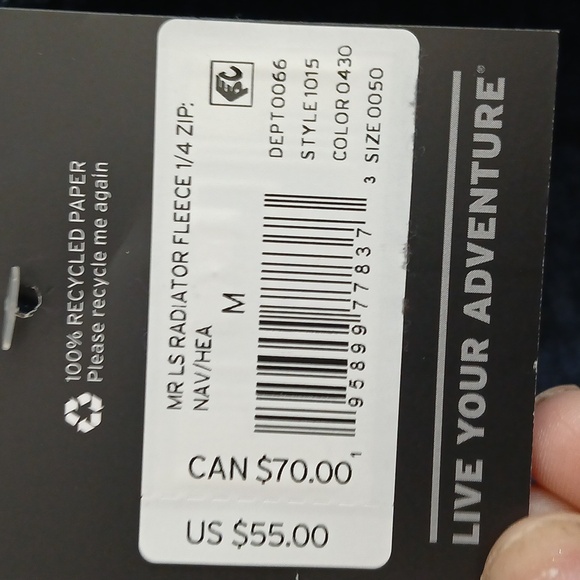 100% RECYCLED PAPER
Please recycle me again
MR LS RADIATOR FLEECE 1/4 ZIP:
NAV/HEA
M
DEPT 0066
STYLE 1015
COLOR 0430
SIZE 0050
1 95899 77837 3
CAN $70.00
US $55.00
LIVE YOUR ADVENTURE®